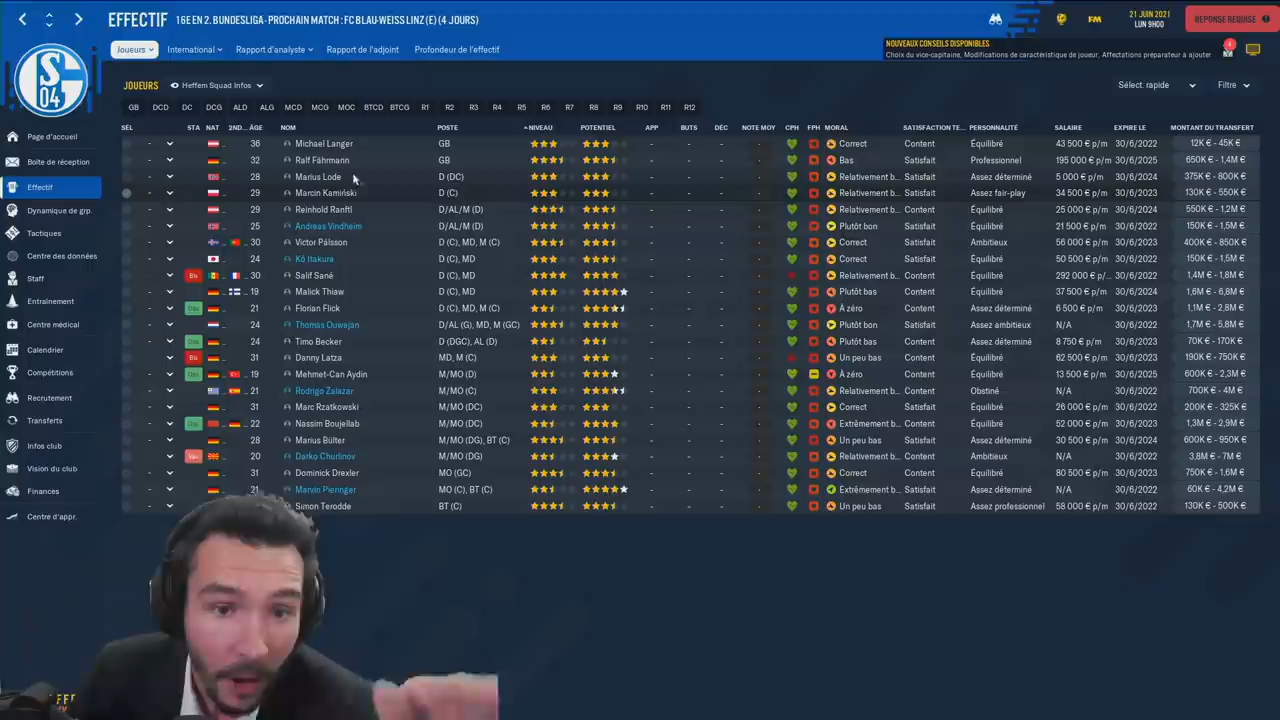 EFFECTIF
16E EN 2. BUNDESLIGA · PROCHAIN MATCH : FC BLAU-WEISS LINZ (E) (4 JOURS)
FM
21 JUIN 2021
LUN 9H00
RÉPONSE REQUISE
Joueurs International Rapport d'analyste Rapport de l'adjoint Profondeur de l'effectif
NOUVEAUX CONSEILS DISPONIBLES
Choix du vice-capitaine, Modifications de caractéristique de joueur, Affectations préparateur à ajouter
4
S 04
JOUEURS Heffem Squad Infos Sélect. rapide Filtre
GB DCD DC DCG ALD ALG MCD MCG MOC BTCD BTCG R1 R2 R3 R4 R5 R6 R7 R8 R9 R10 R11 R12
SEL STA NAT 2ND... ÂGE NOM POSTE NIVEAU POTENTIEL APP BUTS DÉC NOTE MOY CPH FPH MORAL SATISFACTION TE... PERSONNALITÉ SALAIRE EXPIRE LE MONTANT DU TRANSFERT
- 36 Michael Langer GB - - - - Correct Content Équilibré 43 500 € p/m 30/6/2022 12K € - 45K €
- 32 Ralf Fährmann GB - - - - Bas Satisfait Professionnel 195 000 € p/m 30/6/2025 650K € - 1,4M €
- 28 Marius Lode D (DC) - - - - Relativement b... Satisfait Assez déterminé 5 000 € p/m 30/6/2024 375K € - 800K €
- 29 Marcin Kamiński D (C) - - - - Relativement b... Satisfait Assez fair-play 34 500 € p/m 30/6/2023 130K € - 550K €
- 29 Reinhold Ranftl D/AL/M (D) - - - - Relativement b... Content Équilibré 25 000 € p/m 30/6/2024 550K € - 1,2M €
- 25 Andreas Vindheim D/AL/M (D) - - - - Plutôt bon Content Équilibré 21 500 € p/m 30/6/2022 150K € - 1,5M €
- 30 Victor Pálsson D (C), MD, M (C) - - - - Correct Content Ambitieux 56 000 € p/m 30/6/2023 400K € - 850K €
- 24 Kō Itakura D (C), MD - - - - Correct Content Équilibré 50 500 € p/m 30/6/2022 150K € - 1,5M €
Bls 30 Salif Sané D (C), MD - - - - Relativement b... Content Équilibré 292 000 € p/... 30/6/2022 1,4M € - 1,8M €
- 19 Malick Thiaw D (C), MD - - - - Plutôt bas Content Équilibré 37 500 € p/m 30/6/2024 1,6M € - 6,8M €
- 21 Florian Flick D (C), MD, M (C) - - - - À zéro Content Assez déterminé 6 500 € p/m 30/6/2023 1,1M € - 2,8M €
- 24 Thomas Ouwejan D/AL (G), MD, M (GC) - - - - Plutôt bon Content Assez ambitieux N/A 30/6/2022 1,7M € - 5,8M €
- 24 Timo Becker D (DGC), AL (D) - - - - Plutôt bas Content Assez déterminé 8 750 € p/m 30/6/2023 70K € - 170K €
Bls - 31 Danny Latza MD, M (C) - - - - Un peu bas Content Assez déterminé 62 500 € p/m 30/6/2023 190K € - 750K €
- 19 Mehmet-Can Aydin M/MO (D) - - - - À zéro Content Équilibré 13 500 € p/m 30/6/2025 600K € - 2,3M €
- 21 Rodrigo Zalazar M/MO (C) - - - - Relativement b... Content Obstiné N/A 30/6/2022 700K € - 4M €
- 31 Marc Rzatkowski M/MO (DC) - - - - Correct Content Équilibré 26 000 € p/m 30/6/2022 200K € - 325K €
- 22 Nassim Boujellab M/MO (DC) - - - - Extrêmement b... Content Équilibré 52 000 € p/m 30/6/2023 1,3M € - 2,9M €
- 28 Marius Bülter M/MO (DG), BT (C) - - - - Un peu bas Satisfait Assez déterminé 30 500 € p/m 30/6/2024 600K € - 950K €
- 20 Darko Churlinov M/MO (DG) - - - - Relativement b... Content Ambitieux N/A 30/6/2022 3,8M € - 7M €
- 31 Dominick Drexler MO (GC) - - - - Correct Content Équilibré 80 500 € p/m 30/6/2023 750K € - 1,6M €
- 21 Marvin Pieringer MO (C), BT (C) - - - - Extrêmement b... Satisfait Assez déterminé N/A 30/6/2022 60K € - 4,2M €
Simon Terodde BT (C) - - - - Un peu bas Satisfait Assez professionnel 58 000 € p/m 30/6/2022 130K € - 500K €
Page d'accueil
Boîte de réception
Effectif
Dynamique de grp.
Tactiques
Centre des données
Staff
Entraînement
Centre médical
Calendrier
Compétitions
Recrutement
Transferts
Infos club
Vision du club
Finances
Centre d'appr.